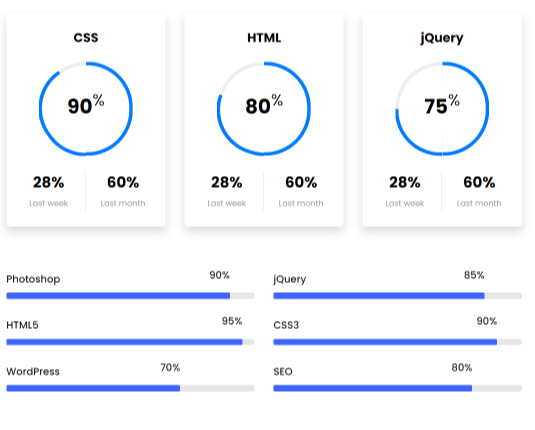 CSS
90%
28% 60%
Last week Last month
HTML
80%
28% 60%
Last week Last month
jQuery
75%
28% 60%
Last week Last month
Photoshop 90%
HTML5 95%
WordPress 70%
jQuery 85%
CSS3 90%
SEO 80%